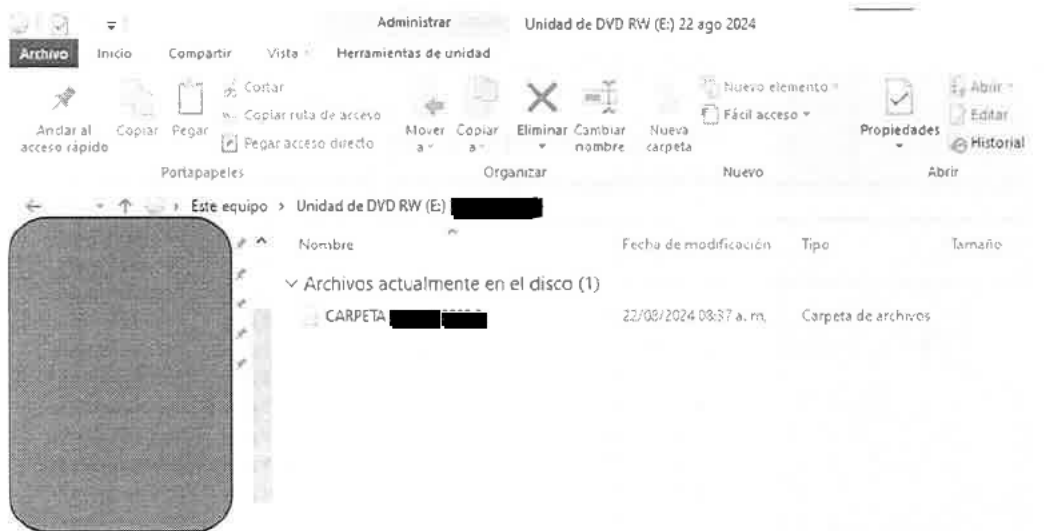 Administrar Unidad de DVD RW (E:) 22 ago 2024
Archivo Inicio Compartir Vista Herramientas de unidad
Anclar al acceso rápido
Copiar
Pegar
Cortar
Copiar ruta de acceso
Pegar acceso directo
Mover a
Copiar a
Eliminar
Cambiar nombre
Nueva carpeta
Nuevo elemento
Fácil acceso
Propiedades
Abrir
Editar
Historial
Portapapeles Organizar Nuevo Abrir
Este equipo > Unidad de DVD RW (E:)
Nombre Fecha de modificación Tipo Tamaño
Archivos actualmente en el disco (1)
CARPETA 22/08/2024 08:37 a. m. Carpeta de archivos